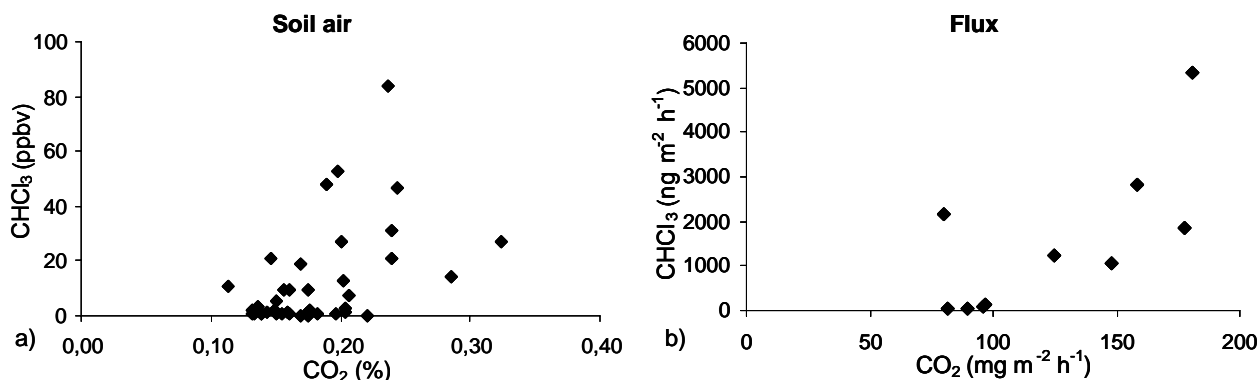 Soil air
100
80
60
40
20
0
CHCl₃ (ppbv)
0,00 0,10 0,20 0,30 0,40
CO₂ (%)
a)
Flux
6000
5000
4000
3000
2000
1000
0
CHCl₃ (ng m⁻² h⁻¹)
0 50 100 150 200
CO₂ (mg m⁻² h⁻¹)
b)